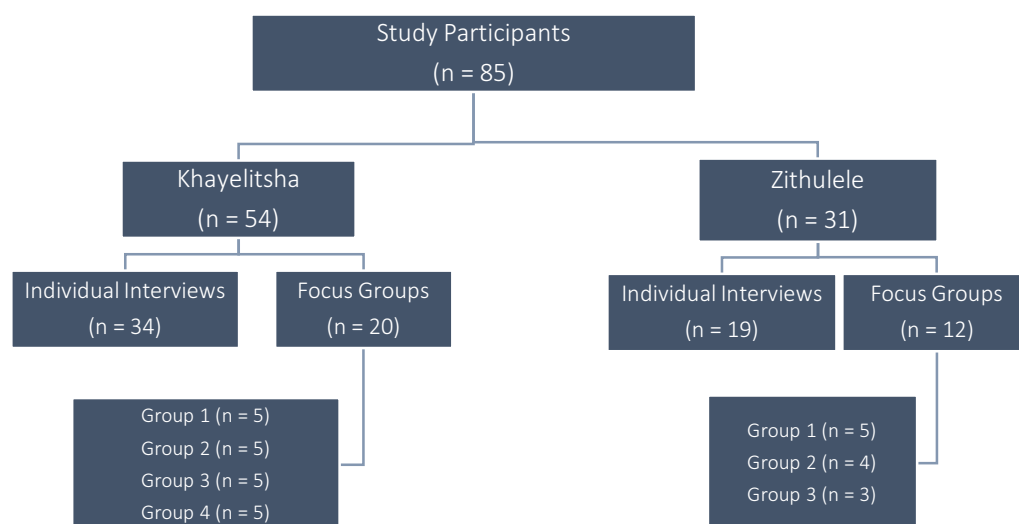 Study Participants
(n = 85)
Khayelitsha
(n = 54)
Zithulele
(n = 31)
Individual Interviews
(n = 34)
Focus Groups
(n = 20)
Individual Interviews
(n = 19)
Focus Groups
(n = 12)
Group 1 (n = 5)
Group 2 (n = 5)
Group 3 (n = 5)
Group 4 (n = 5)
Group 1 (n = 5)
Group 2 (n = 4)
Group 3 (n = 3)